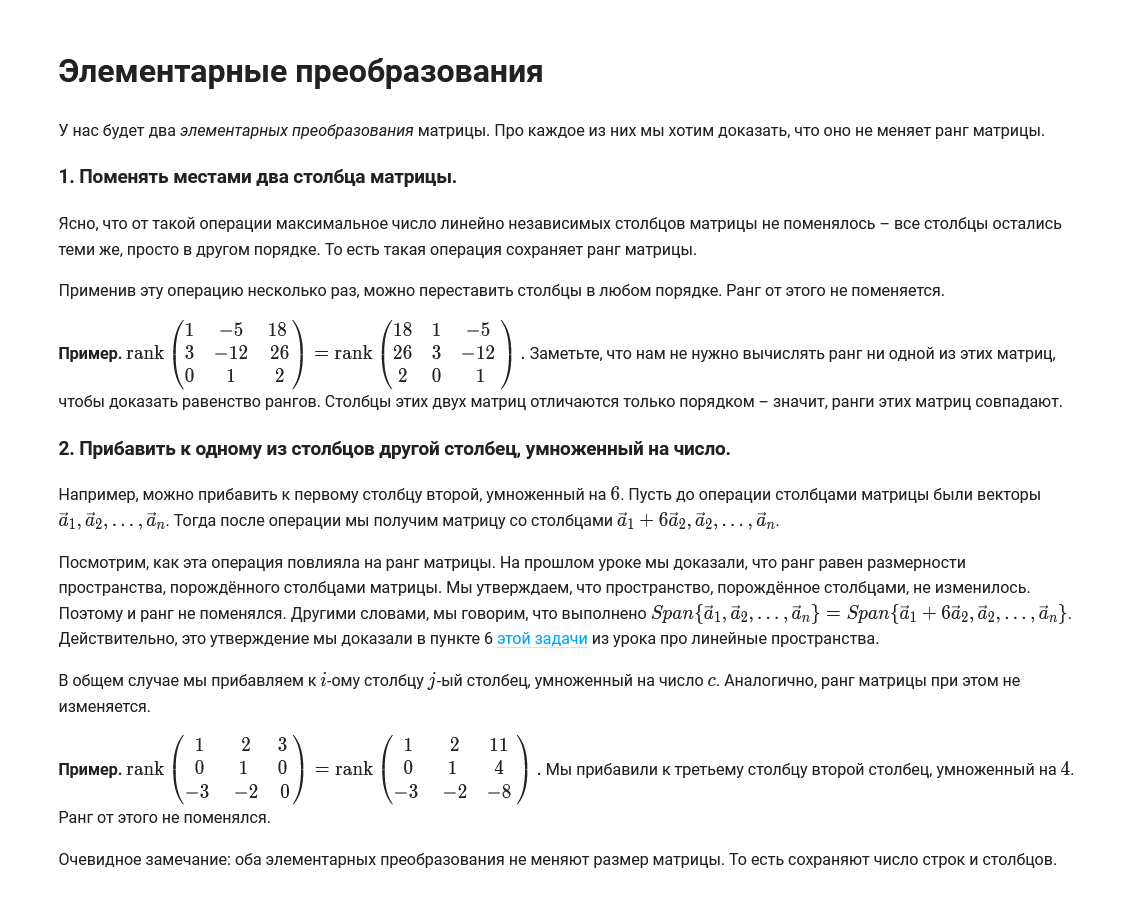 Элементарные преобразования
У нас будет два элементарных преобразования матрицы. Про каждое из них мы хотим доказать, что оно не меняет ранг матрицы.
1. Поменять местами два столбца матрицы.
Ясно, что от такой операции максимальное число линейно независимых столбцов матрицы не поменялось – все столбцы остались
теми же, просто в другом порядке. То есть такая операция сохраняет ранг матрицы.
Применив эту операцию несколько раз, можно переставить столбцы в любом порядке. Ранг от этого не поменяется.
Пример. rank \begin{pmatrix} 1 & -5 & 18 \\ 3 & -12 & 26 \\ 0 & 1 & 2 \end{pmatrix} = rank \begin{pmatrix} 18 & 1 & -5 \\ 26 & 3 & -12 \\ 2 & 0 & 1 \end{pmatrix} . Заметьте, что нам не нужно вычислять ранг ни одной из этих матриц,
чтобы доказать равенство рангов. Столбцы этих двух матриц отличаются только порядком – значит, ранги этих матриц совпадают.
2. Прибавить к одному из столбцов другой столбец, умноженный на число.
Например, можно прибавить к первому столбцу второй, умноженный на 6. Пусть до операции столбцами матрицы были векторы
\vec{a}_1, \vec{a}_2, . . . , \vec{a}_n. Тогда после операции мы получим матрицу со столбцами \vec{a}_1 + 6\vec{a}_2, \vec{a}_2, . . . , \vec{a}_n.
Посмотрим, как эта операция повлияла на ранг матрицы. На прошлом уроке мы доказали, что ранг равен размерности
пространства, порождённого столбцами матрицы. Мы утверждаем, что пространство, порождённое столбцами, не изменилось.
Поэтому и ранг не поменялся. Другими словами, мы говорим, что выполнено Span{\vec{a}_1, \vec{a}_2, . . . , \vec{a}_n} = Span{\vec{a}_1 + 6\vec{a}_2, \vec{a}_2, . . . , \vec{a}_n}.
Действительно, это утверждение мы доказали в пункте 6 этой задачи из урока про линейные пространства.
В общем случае мы прибавляем к i-ому столбцу j-ый столбец, умноженный на число c. Аналогично, ранг матрицы при этом не
изменяется.
Пример. rank \begin{pmatrix} 1 & 2 & 3 \\ 0 & 1 & 0 \\ -3 & -2 & 0 \end{pmatrix} = rank \begin{pmatrix} 1 & 2 & 11 \\ 0 & 1 & 4 \\ -3 & -2 & -8 \end{pmatrix} . Мы прибавили к третьему столбцу второй столбец, умноженный на 4.
Ранг от этого не поменялся.
Очевидное замечание: оба элементарных преобразования не меняют размер матрицы. То есть сохраняют число строк и столбцов.